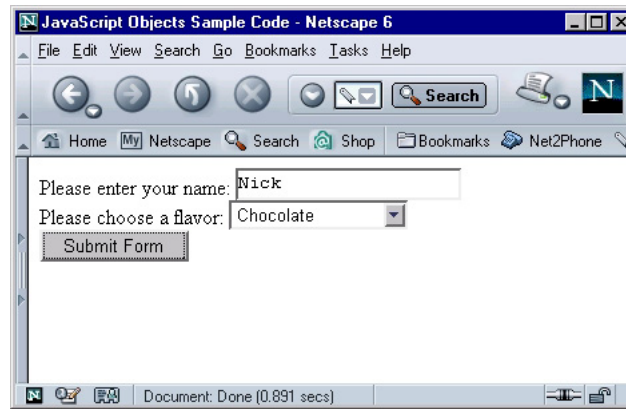 N JavaScript Objects Sample Code - Netscape 6
File Edit View Search Go Bookmarks Tasks Help
Search N
Home My Netscape Search Shop Bookmarks Net2Phone
Please enter your name: Nick
Please choose a flavor: Chocolate
Submit Form
N Document: Done (0.891 secs)